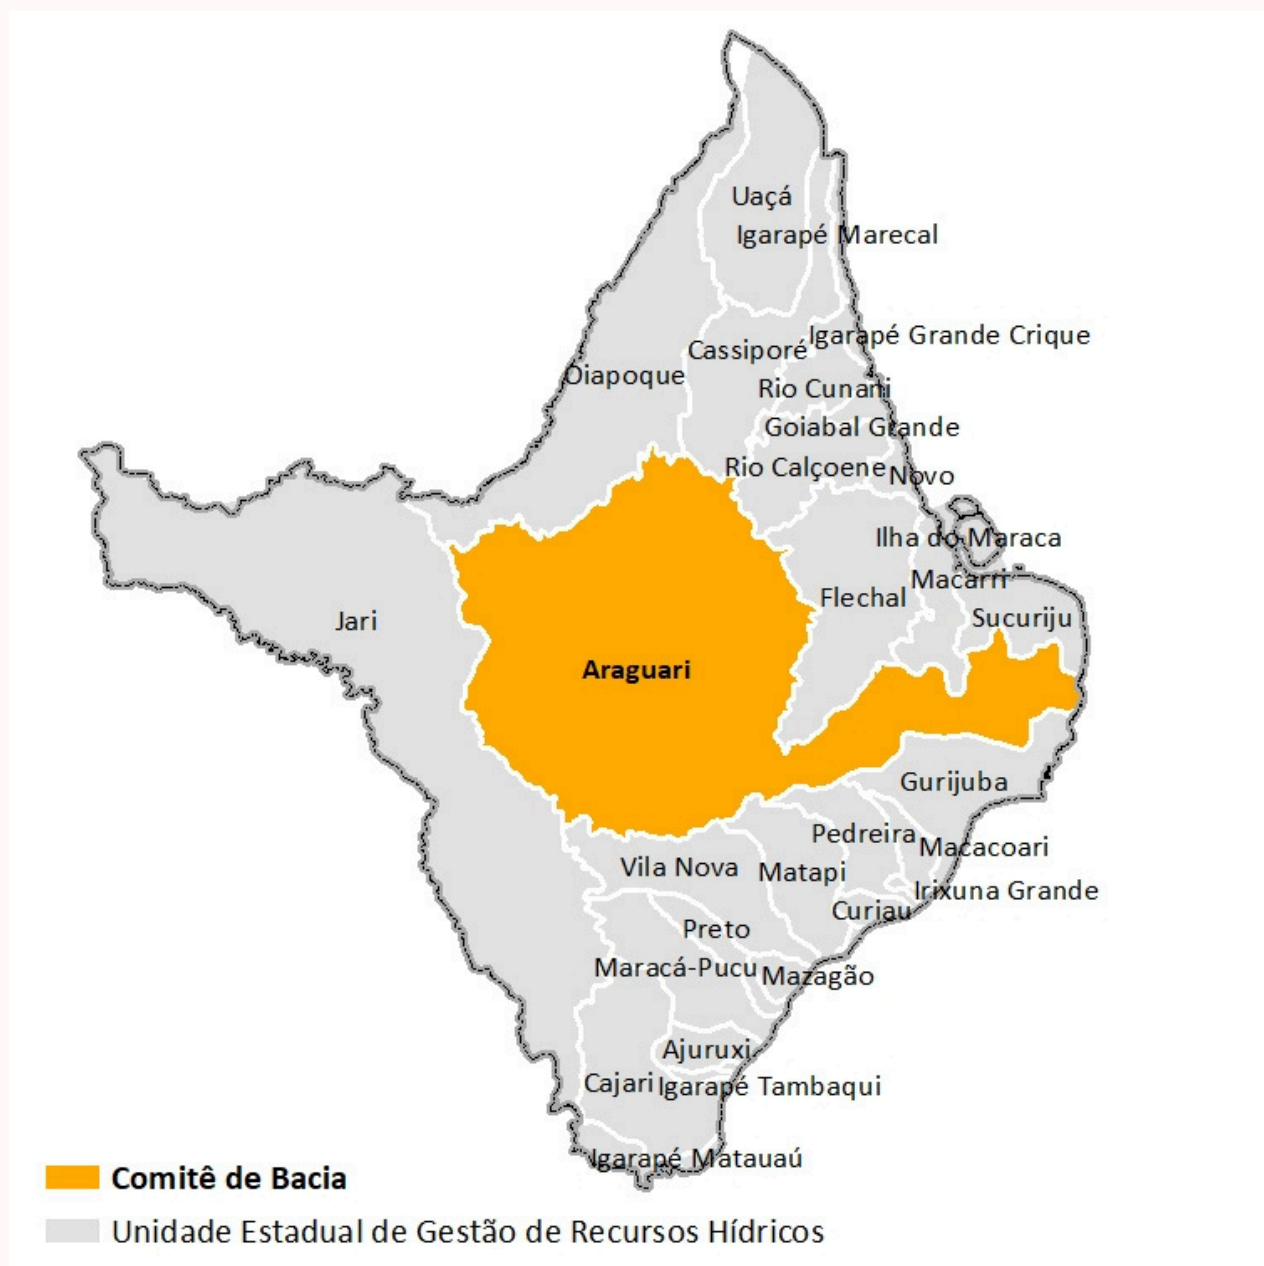 Uaçá
Igarapé Marecal
Igarapé Grande Crique
Cassiporé
Oiapoque
Rio Cunani
Goiabal Grande
Rio Calçoene
Novo
Ilha do Maraca
Macarri
Flechal
Sucuriju
Jari
Araguari
Gurijuba
Pedreira
Macacoari
Vila Nova
Matapi
Irixuna Grande
Curiau
Preto
Maracá-Pucu
Mazagão
Ajuruxi
Cajari
Igarapé Tambaqui
Igarapé Matauaú
Comitê de Bacia
Unidade Estadual de Gestão de Recursos Hídricos